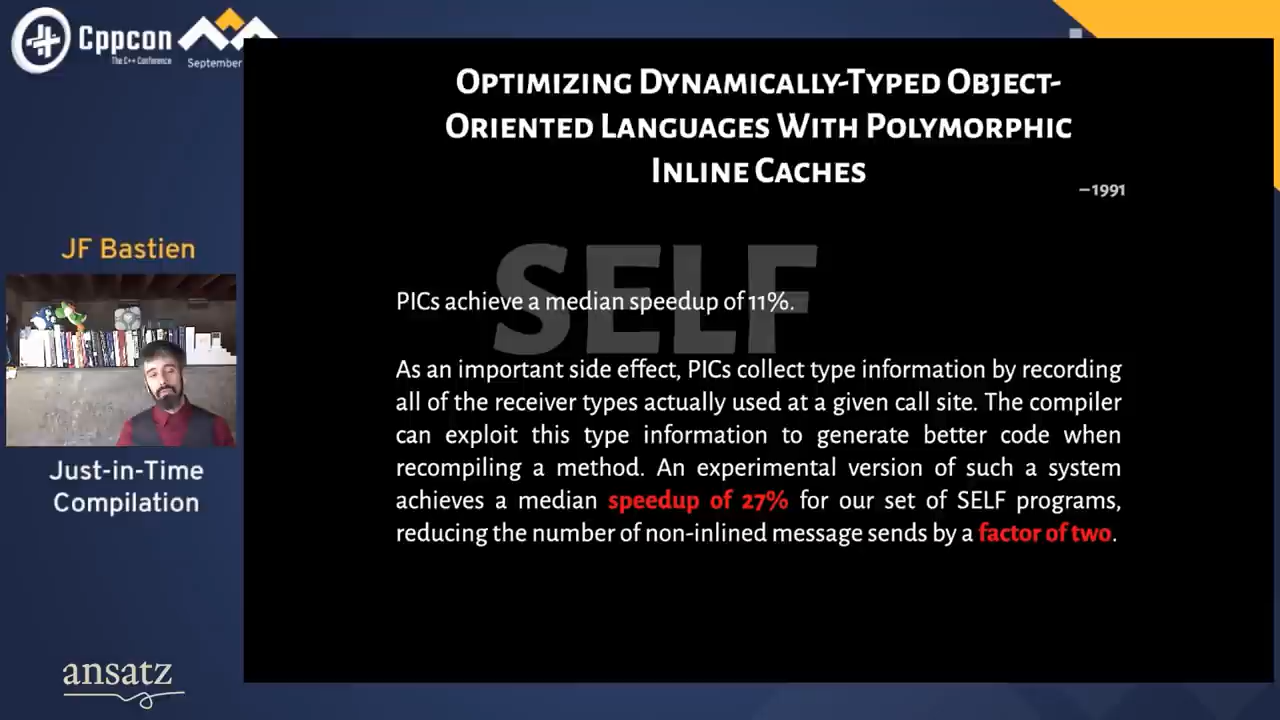 Cppcon
The C++ Conference
September
OPTIMIZING DYNAMICALLY-TYPED OBJECT-
ORIENTED LANGUAGES WITH POLYMORPHIC
INLINE CACHES
—1991
SELF
PICs achieve a median speedup of 11%.
As an important side effect, PICs collect type information by recording
all of the receiver types actually used at a given call site. The compiler
can exploit this type information to generate better code when
recompiling a method. An experimental version of such a system
achieves a median speedup of 27% for our set of SELF programs,
reducing the number of non-inlined message sends by a factor of two.
JF Bastien
Just-in-Time
Compilation
ansatz